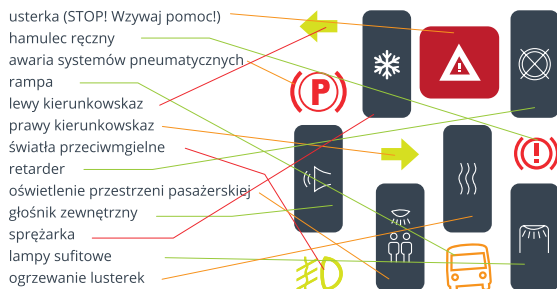 usterka (STOP! Wzywaj pomoc!)
hamulec ręczny
awaria systemów pneumatycznych
rampa
lewy kierunkowskaz
prawy kierunkowskaz
światła przeciwmgielne
retarder
oświetlenie przestrzeni pasażerskiej
głośnik zewnętrzny
sprężarka
lampy sufitowe
ogrzewanie lusterek
P